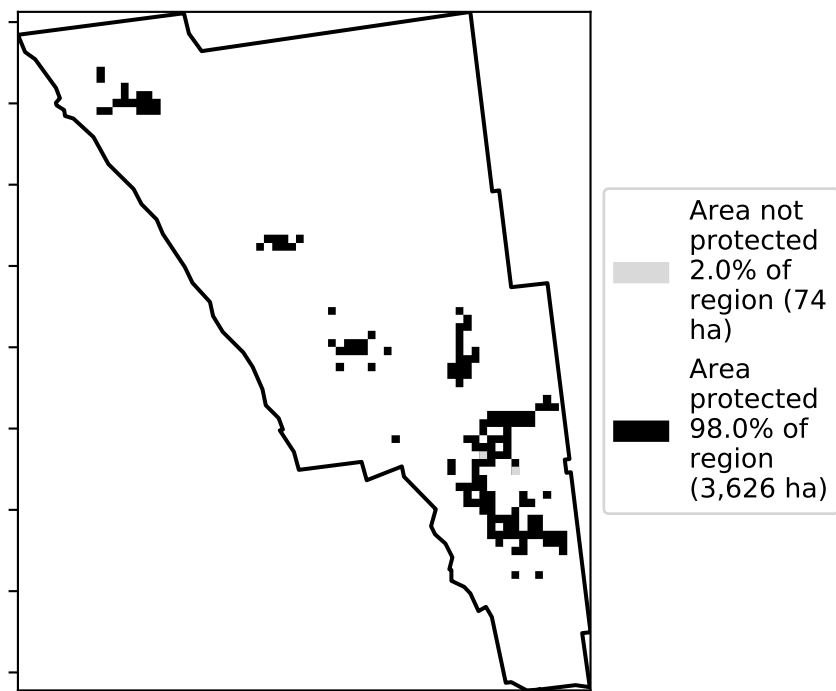 Area not
protected
2.0% of
region (74
ha)
Area
protected
98.0% of
region
(3,626 ha)